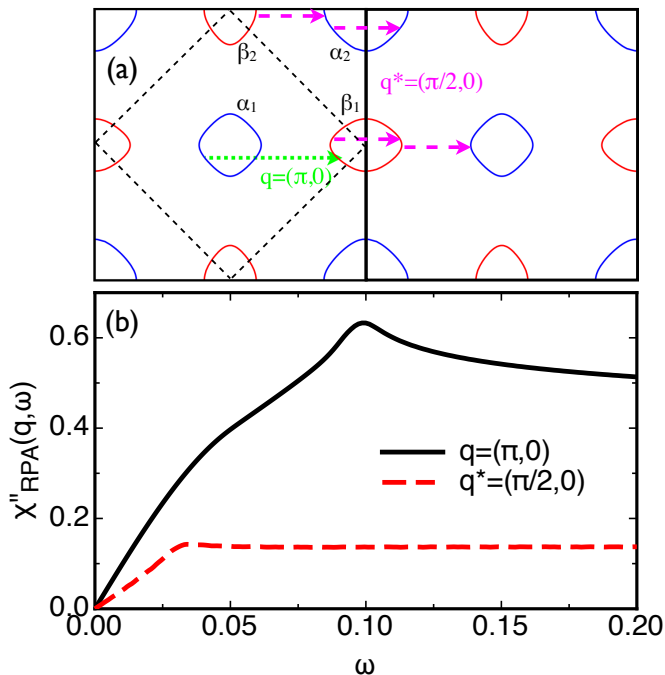 (a)
β₂
α₂
q*=(π/2,0)
α₁
β₁
q=(π,0)
(b)
χ''RPA(q,ω)
0.6
0.4
0.2
0.0
q=(π,0)
q*=(π/2,0)
0.00
0.05
0.10
0.15
0.20
ω